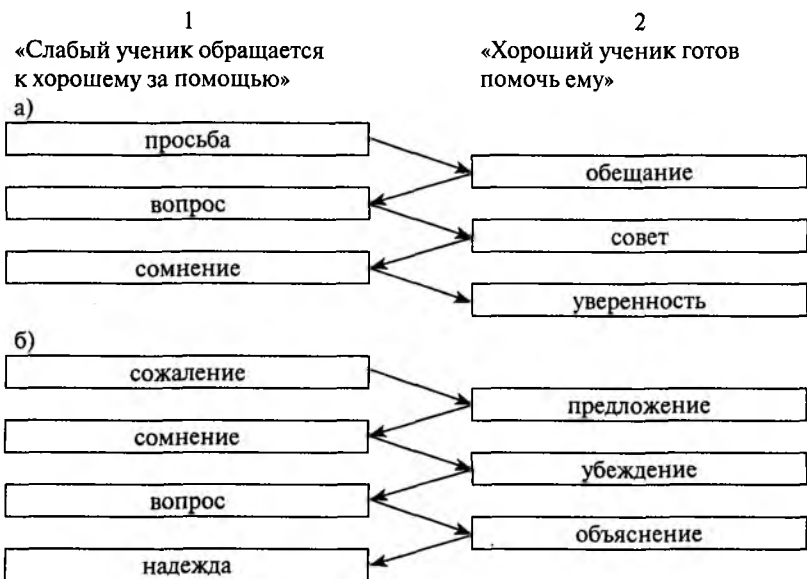 1
«Слабый ученик обращается
к хорошему за помощью»
2
«Хороший ученик готов
помочь ему»
а)
просьба
обещание
вопрос
совет
сомнение
уверенность
б)
сожаление
предложение
сомнение
убеждение
вопрос
объяснение
надежда